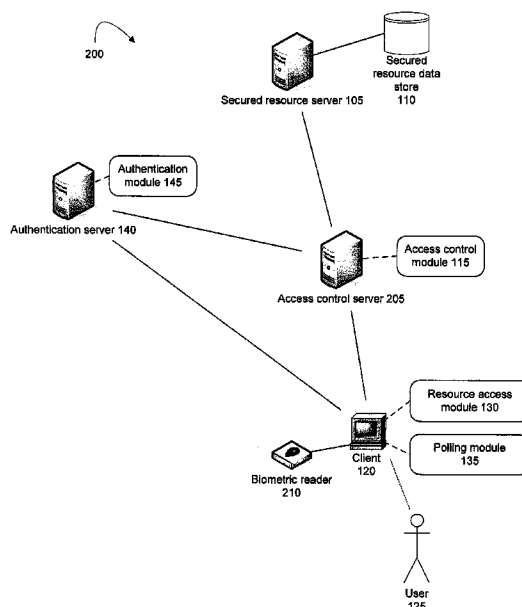 200
Secured
resource data
store
110
Secured resource server 105
Authentication
module 145
Authentication server 140
Access control
module 115
Access control server 205
Resource access
module 130
Polling module
135
Client
120
Biometric reader
210
User
125